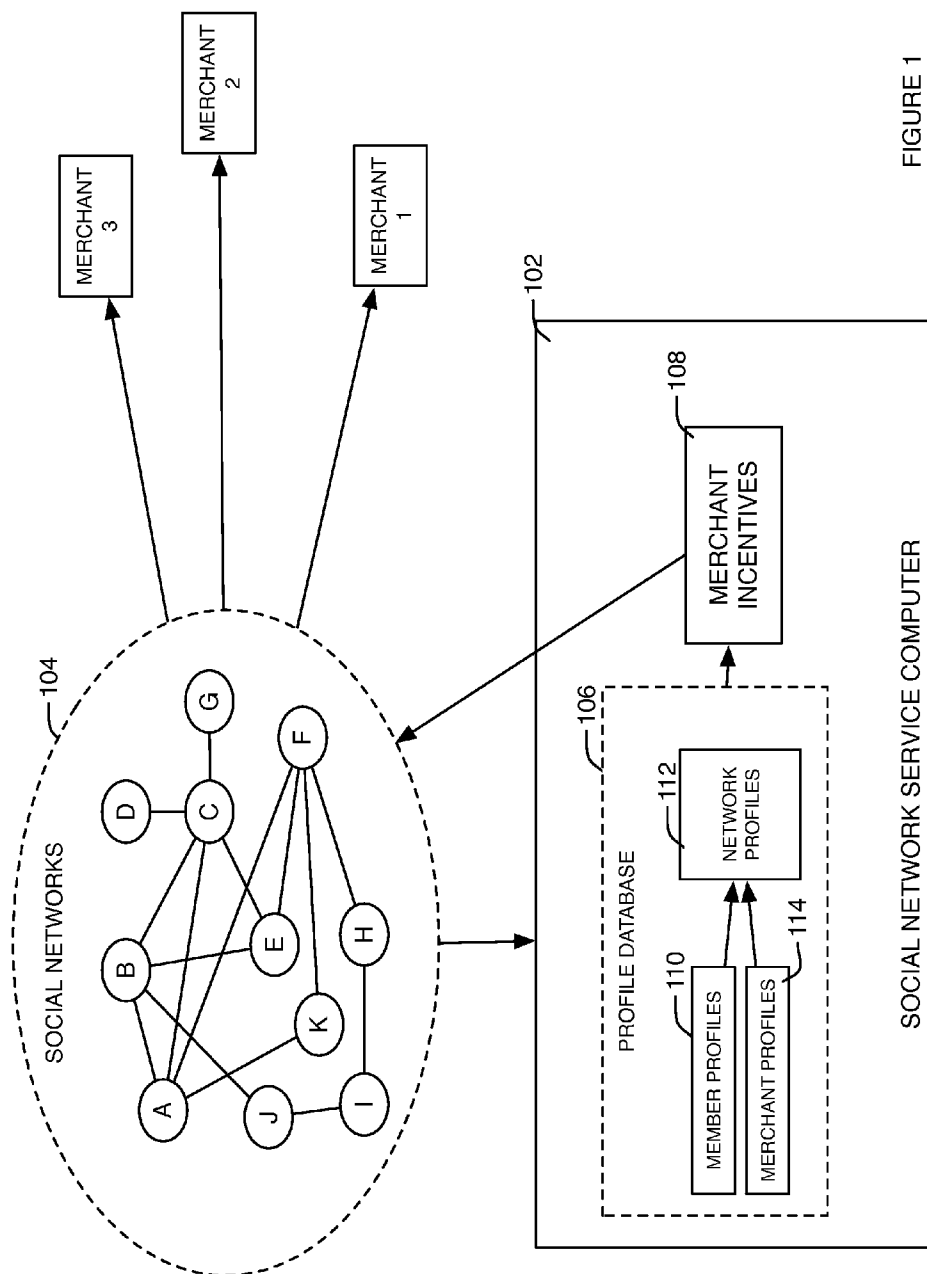 SOCIAL NETWORKS
104
A
B
C
D
E
F
G
H
I
J
K
MERCHANT
3
MERCHANT
2
MERCHANT
1
102
PROFILE DATABASE
106
110
MEMBER PROFILES
MERCHANT PROFILES
114
112
NETWORK
PROFILES
108
MERCHANT
INCENTIVES
SOCIAL NETWORK SERVICE COMPUTER
FIGURE 1